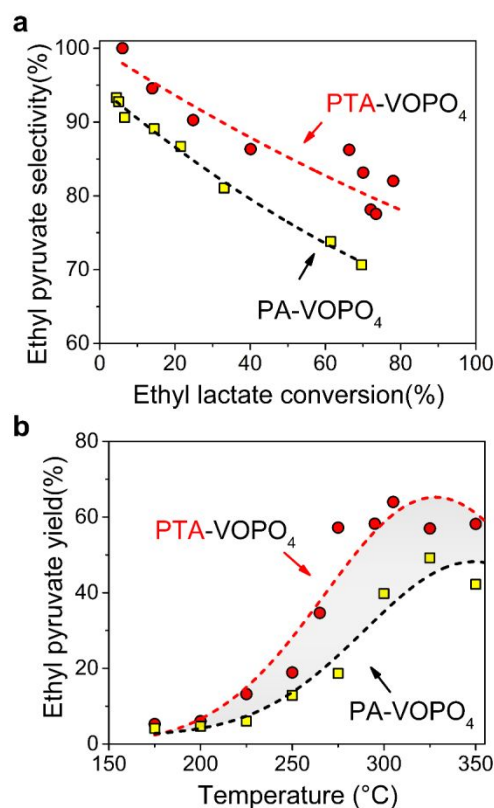 a
Ethyl pyruvate selectivity(%)
100
90
80
70
60
PTA-VOPO₄
PA-VOPO₄
0 20 40 60 80 100
Ethyl lactate conversion(%)
b
Ethyl pyruvate yield(%)
80
60
40
20
0
PTA-VOPO₄
PA-VOPO₄
150 200 250 300 350
Temperature (°C)